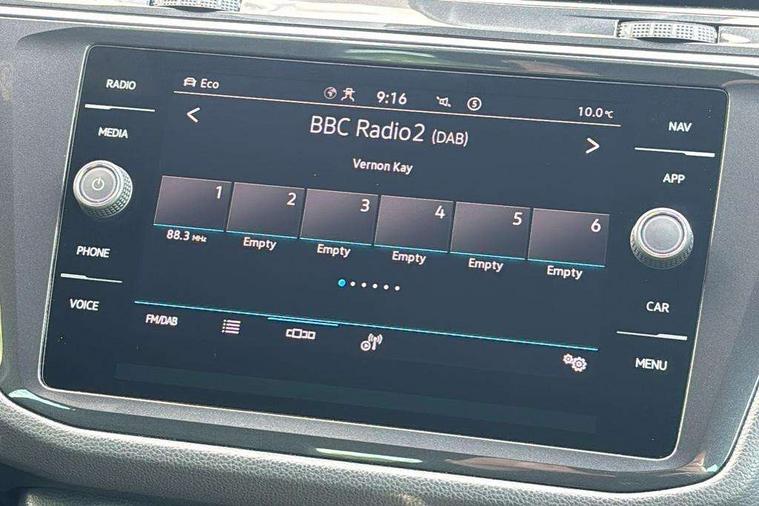 RADIO
MEDIA
PHONE
VOICE
Eco
9:16
5
10.0°C
BBC Radio2 (DAB)
Vernon Kay
1
2
3
4
5
6
88.3 MHz
Empty
Empty
Empty
Empty
Empty
FM/DAB
NAV
APP
CAR
MENU